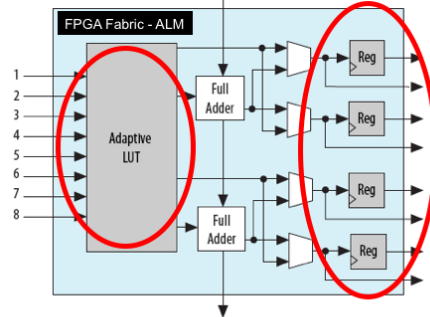 FPGA Fabric - ALM
1
2
3
4
5
6
7
8
Adaptive
LUT
Full
Adder
Full
Adder
Reg
Reg
Reg
Reg